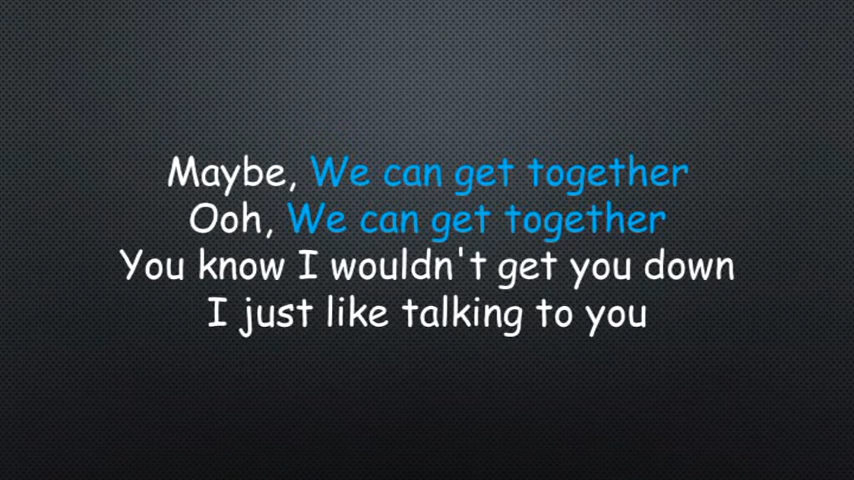 Maybe, We can get together
Ooh, We can get together
You know I wouldn't get you down
I just like talking to you